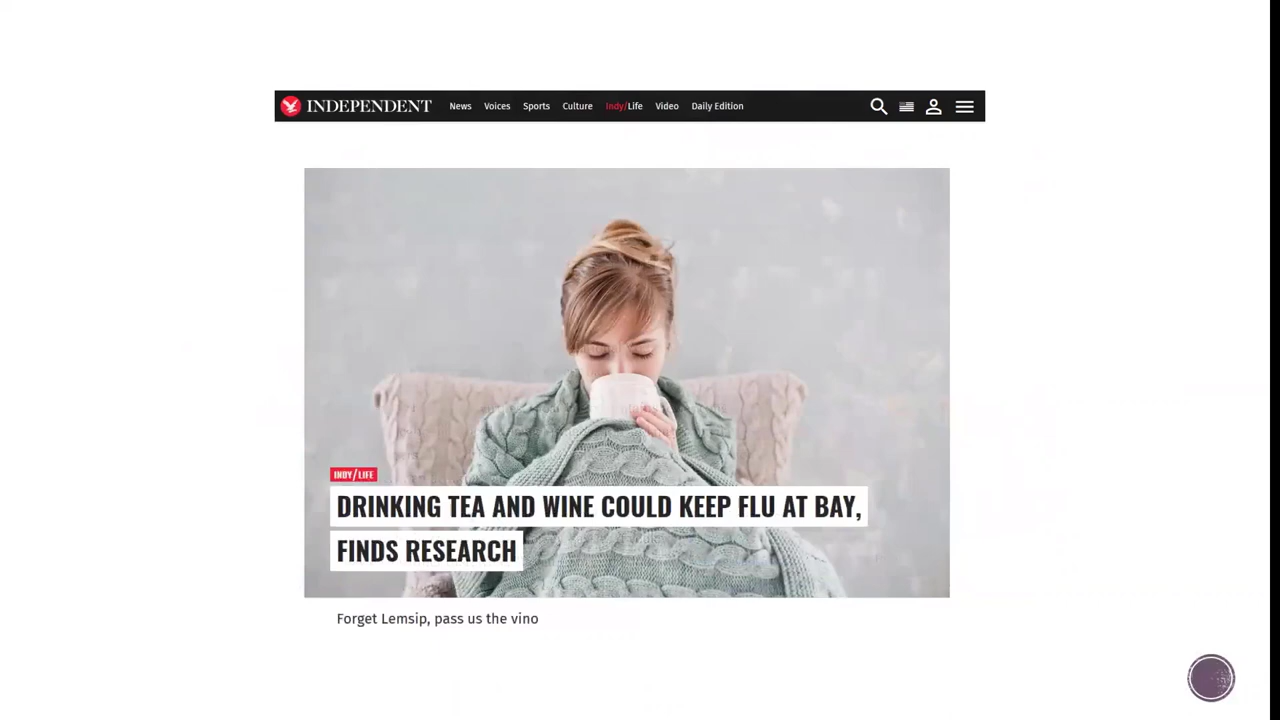 INDEPENDENT News Voices Sports Culture Indy/Life Video Daily Edition
INDY/LIFE
DRINKING TEA AND WINE COULD KEEP FLU AT BAY,
FINDS RESEARCH
Forget Lemsip, pass us the vino